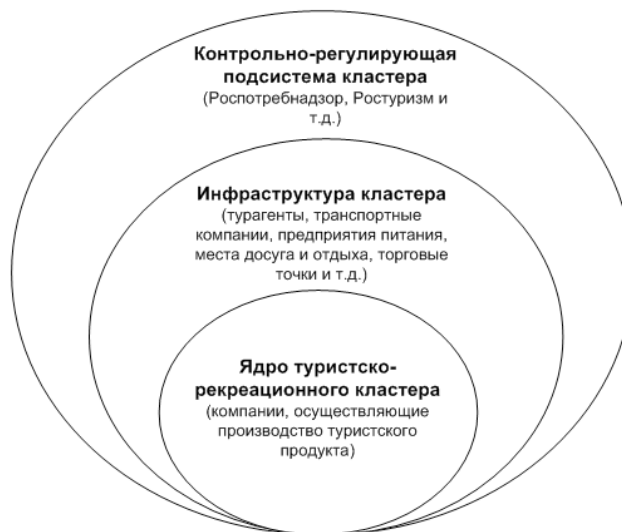 Контрольно-регулирующая
подсистема кластера
(Роспотребнадзор, Ростуризм и
т.д.)
Инфраструктура кластера
(турагенты, транспортные
компании, предприятия питания,
места досуга и отдыха, торговые
точки и т.д.)
Ядро туристско-
рекреационного кластера
(компании, осуществляющие
производство туристского
продукта)